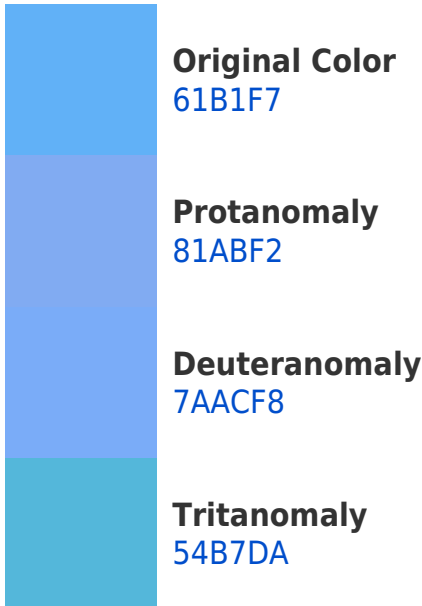 Original Color
61B1F7
Protanomaly
81ABF2
Deuteranomaly
7AACF8
Tritanomaly
54B7DA